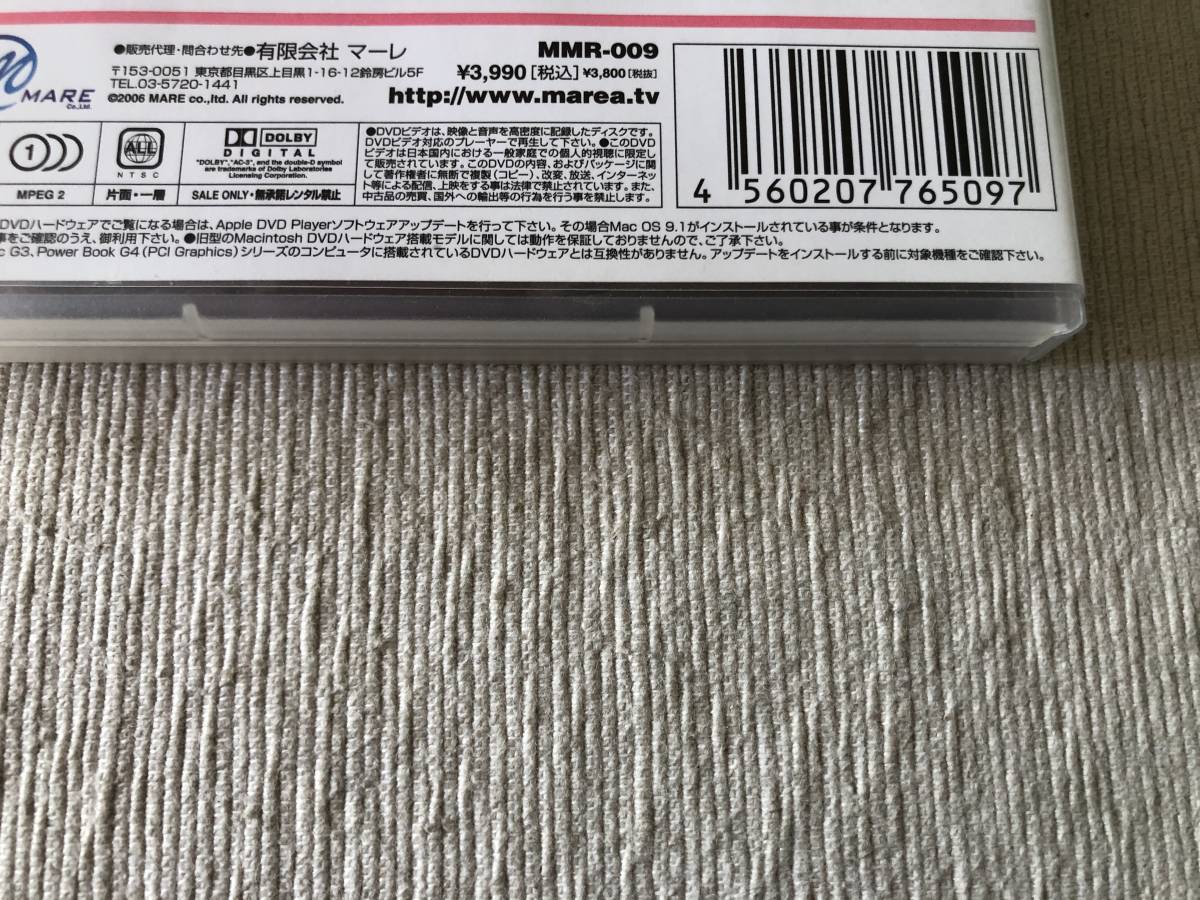 ●販売代理・問合わせ先●有限会社 マーレ
〒153-0051 東京都目黒区上目黒1-16-12鈴房ビル5F
TEL.03-5720-1441
©2006 MARE co.,ltd. All rights reserved.
MARE
Co.,Ltd.
MMR-009
¥3,990[税込]¥3,800[税抜]
http://www.marea.tv
1
ALL
NTSC
DOLBY
DIGITAL
"DOLBY","AC-3", and the double-D symbol
are trademarks of Dolby Laboratories
Licensing Corporation.
MPEG 2
片面・一層
SALE ONLY・無承諾レンタル禁止
●DVDビデオは、映像と音声を高密度に記録したディスクです。
DVDビデオ対応のプレーヤーで再生して下さい。●このDVD
ビデオは日本国内における一般家庭での個人的視聴に限定し
て販売されています。このDVDの内容、およびパッケージに関
して著作権者に無断で複製(コピー)、改変、放送、インターネッ
ト等による配信、上映をする事は法律で禁止されています。また、
中古品の売買、国外への輸出等の行為を行う事を禁止します。
4 560207 765097
DVDハードウェアでご覧になる場合は、Apple DVD Playerソフトウェアアップデートを行って下さい。その場合Mac OS 9.1がインストールされている事が条件となります。
事をご確認のうえ、御利用下さい。●旧型のMacintosh DVDハードウェア搭載モデルに関しては動作を保証しておりませんので、ご了承下さい。
c G3、Power Book G4(PCI Graphics)シリーズのコンピュータに搭載されているDVDハードウェアとは互換性がありません。アップデートをインストールする前に対象機種をご確認下さい。